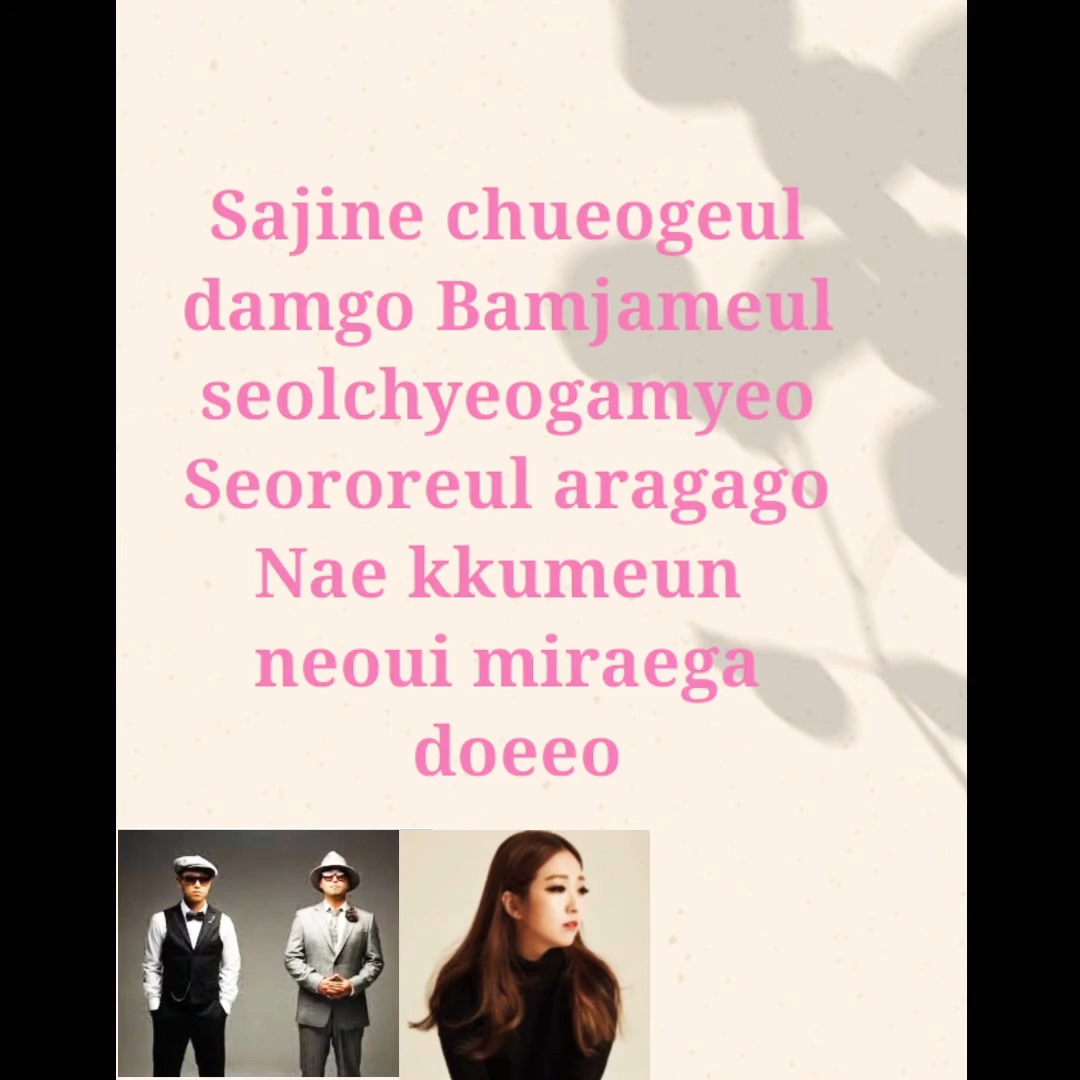 Sajine chueogeul
damgo Bamjameul
seolchyeogamyeo
Seororeul aragago
Nae kkumeun
neoui miraega
doeeo